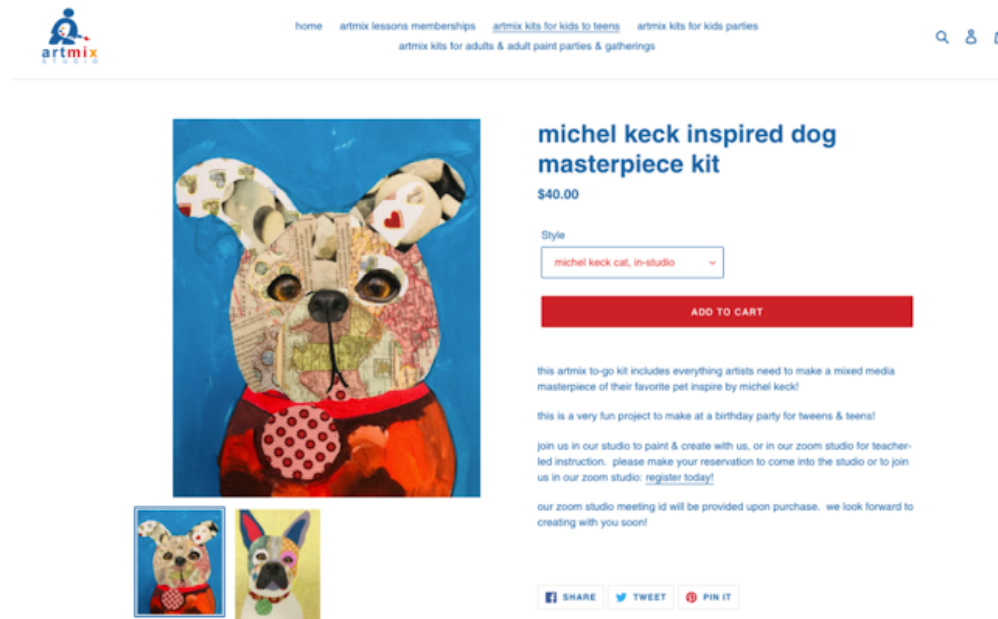 home artmix lessons memberships artmix kits for kids to teens artmix kits for kids parties
artmix kits for adults & adult paint parties & gatherings
artmix
STUDIO
michel keck inspired dog
masterpiece kit
$40.00
Style
michel keck cat, in-studio
ADD TO CART
this artmix to-go kit includes everything artists need to make a mixed media
masterpiece of their favorite pet inspire by michel keck!
this is a very fun project to make at a birthday party for tweens & teens!
join us in our studio to paint & create with us, or in our zoom studio for teacher-
led instruction. please make your reservation to come into the studio or to join
us in our zoom studio: register today!
our zoom studio meeting id will be provided upon purchase. we look forward to
creating with you soon!
SHARE TWEET PIN IT